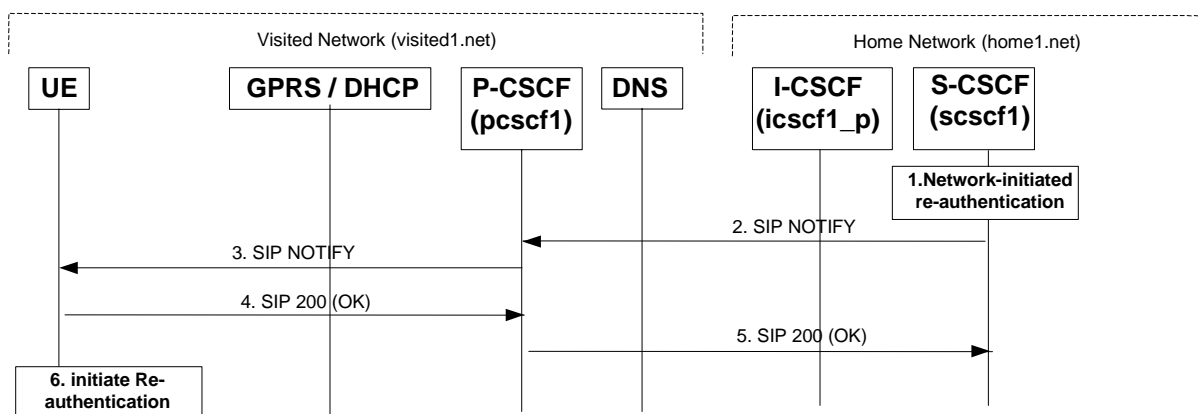 Visited Network (visited1.net)
Home Network (home1.net)
UE
GPRS / DHCP
P-CSCF
(pcscf1)
DNS
I-CSCF
(icscf1_p)
S-CSCF
(scscf1)
1.Network-initiated
re-authentication
2. SIP NOTIFY
3. SIP NOTIFY
4. SIP 200 (OK)
5. SIP 200 (OK)
6. initiate Re-
authentication